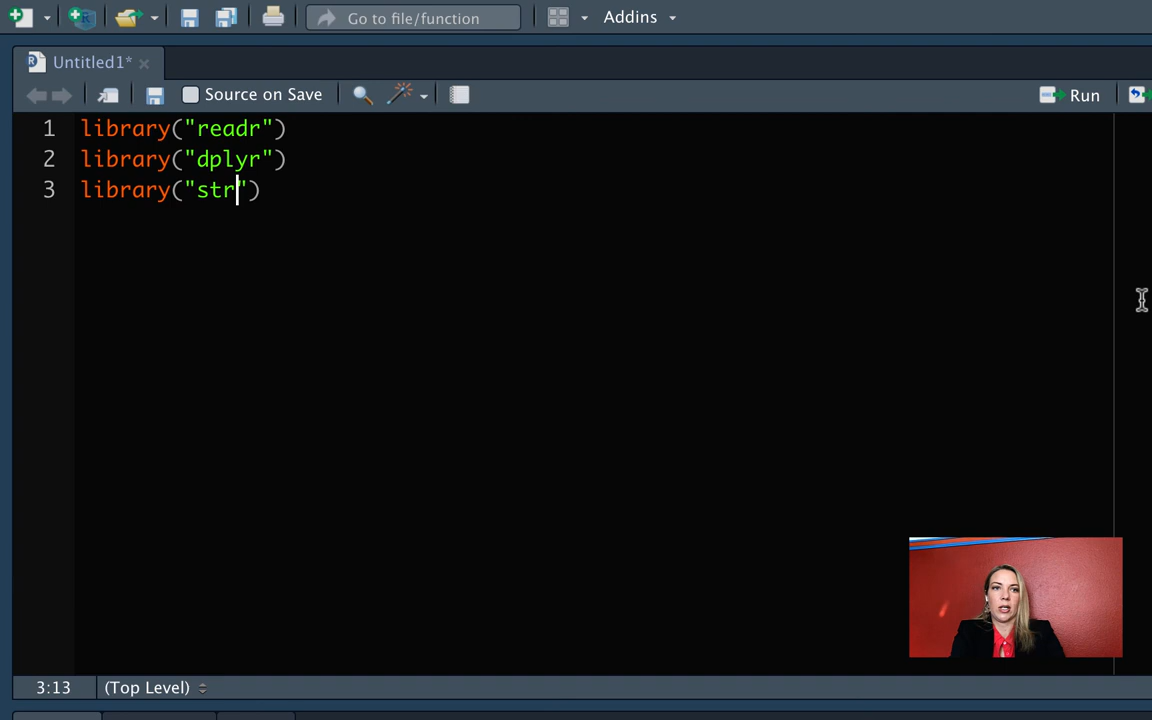 Go to file/function
Addins
Untitled1*
Source on Save
Run
1 library("readr")
2 library("dplyr")
3 library("str")
3:13
(Top Level)